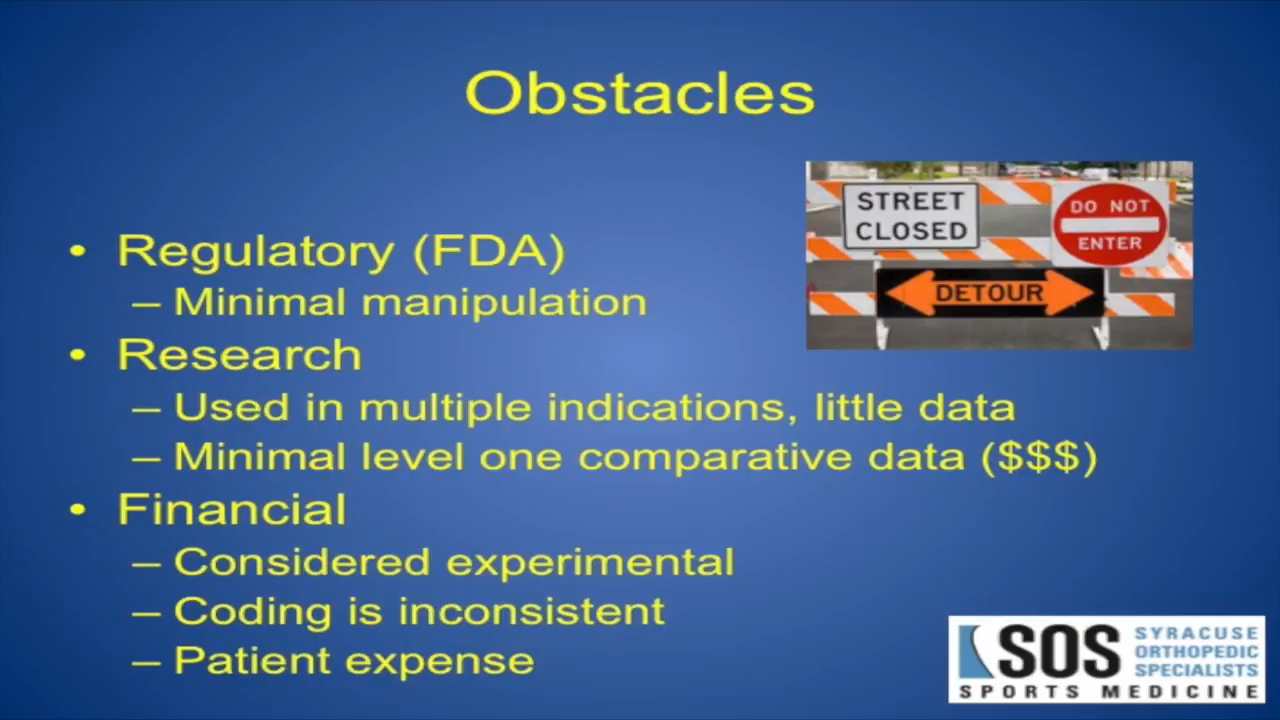 Obstacles
STREET
CLOSED
DO NOT
ENTER
DETOUR
• Regulatory (FDA)
– Minimal manipulation
• Research
– Used in multiple indications, little data
– Minimal level one comparative data ($$$)
• Financial
– Considered experimental
– Coding is inconsistent
– Patient expense
SOS
SYRACUSE
ORTHOPEDIC
SPECIALISTS
SPORTS MEDICINE